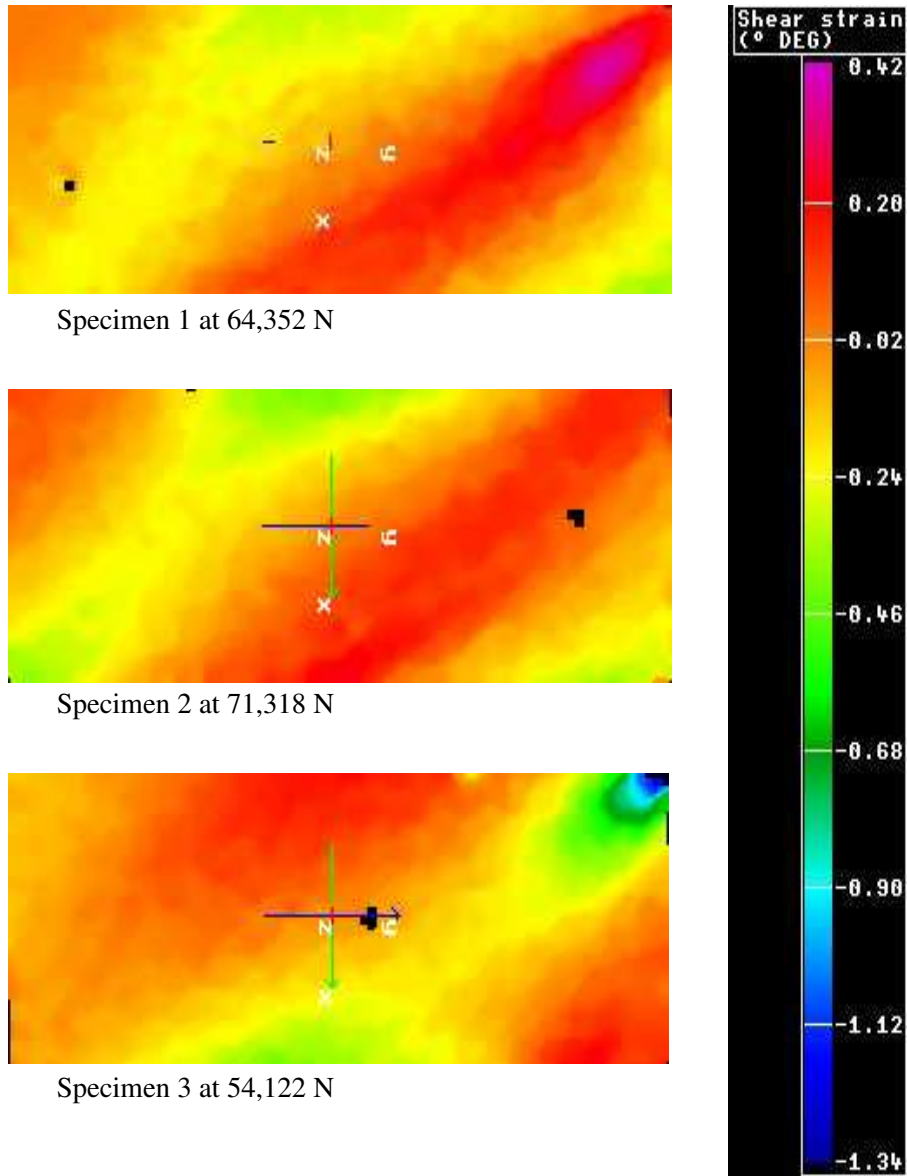 z y
x
Specimen 1 at 64,352 N
z y
x
Specimen 2 at 71,318 N
z y
x
Specimen 3 at 54,122 N
Shear strain
(° DEG)
0.42
0.20
-0.02
-0.24
-0.46
-0.68
-0.90
-1.12
-1.34